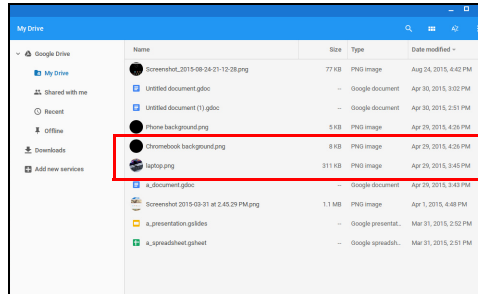 My Drive
Google Drive
My Drive
Shared with me
Recent
Offline
Downloads
Add new services
Name Size Type Date modified
Screenshot_2015-08-24-21-12-28.png 77 KB PNG image Aug 24, 2015, 4:42 PM
Untitled document.gdoc -- Google document Apr 30, 2015, 3:02 PM
Untitled document (1).gdoc -- Google document Apr 30, 2015, 2:51 PM
Phone background.png 5 KB PNG image Apr 29, 2015, 4:26 PM
Chromebook background.png 8 KB PNG image Apr 29, 2015, 4:26 PM
laptop.png 311 KB PNG image Apr 29, 2015, 3:45 PM
a_document.gdoc -- Google document Apr 29, 2015, 3:43 PM
Screenshot 2015-03-31 at 2.45.29 PM.png 1.1 MB PNG image Apr 1, 2015, 4:48 PM
a_presentation.gslides -- Google presentat... Mar 31, 2015, 2:52 PM
a_spreadsheet.gsheet -- Google spreadsh... Mar 31, 2015, 2:51 PM